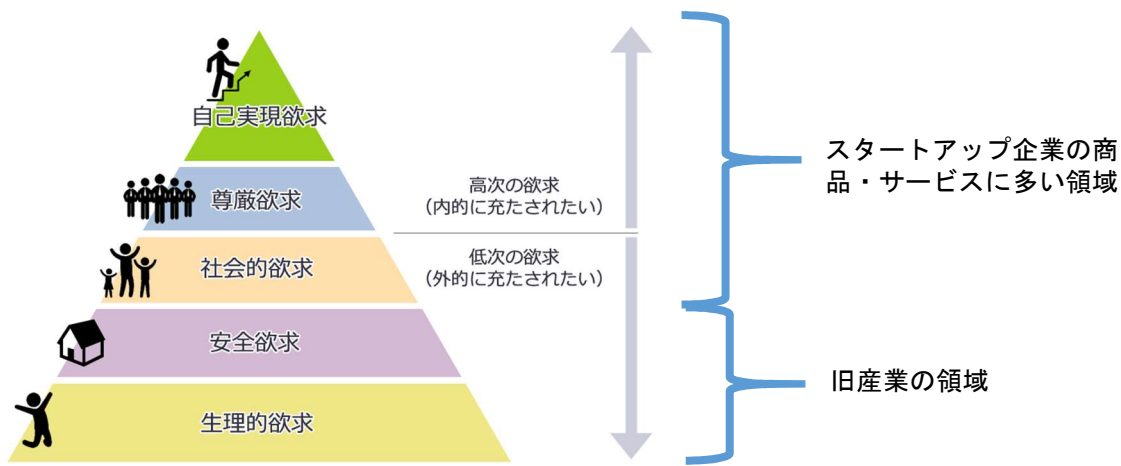 自己実現欲求
尊厳欲求
社会的欲求
安全欲求
生理的欲求
高次の欲求
（内的に充たされたい）
低次の欲求
（外的に充たされたい）
スタートアップ企業の商
品・サービスに多い領域
旧産業の領域